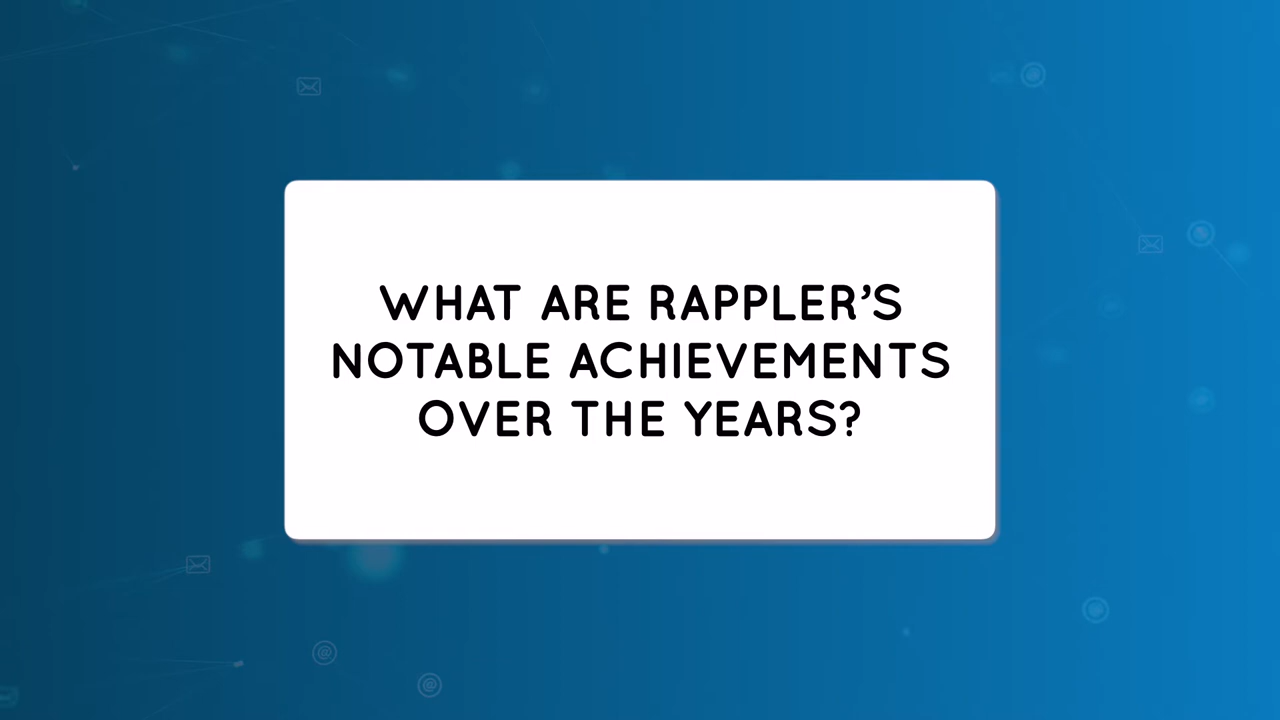 WHAT ARE RAPPLER’S
NOTABLE ACHIEVEMENTS
OVER THE YEARS?